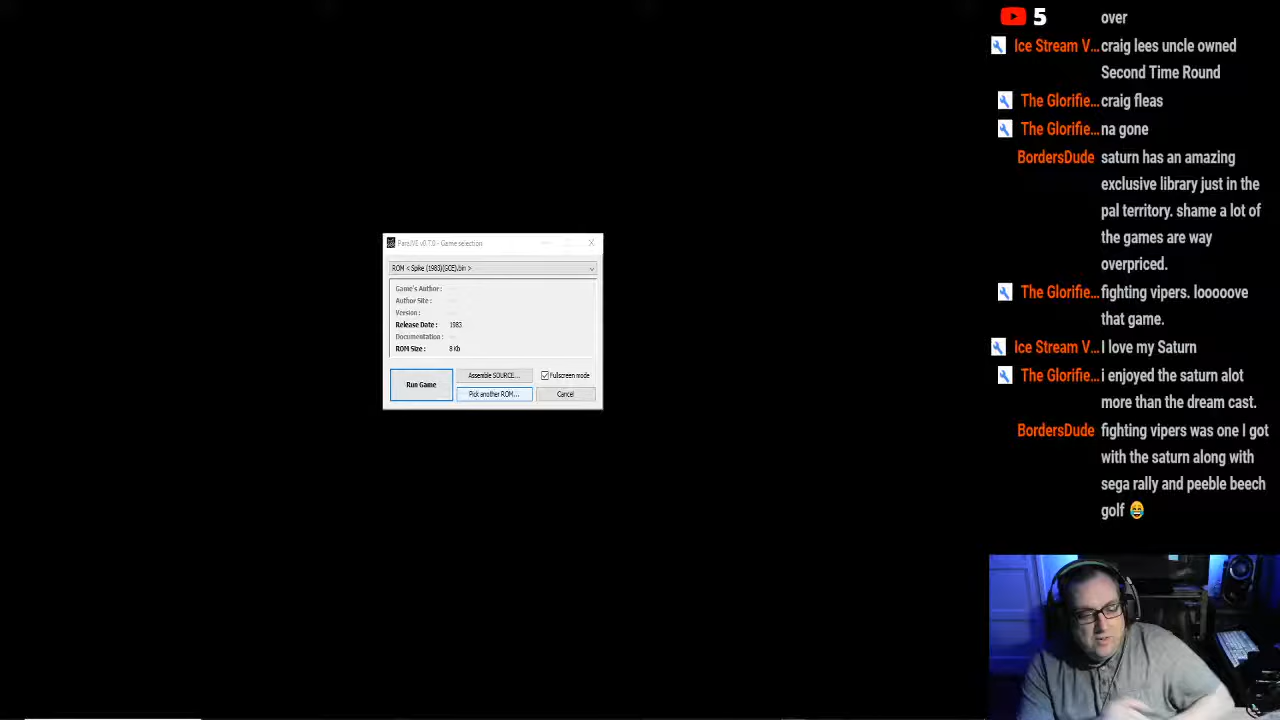 5
over
Ice Stream V... craig lees uncle owned
Second Time Round
The Glorifie... craig fleas
The Glorifie... na gone
BordersDude saturn has an amazing
exclusive library just in the
pal territory. shame a lot of
the games are way
overpriced.
The Glorifie... fighting vipers. looooove
that game.
Ice Stream V... I love my Saturn
The Glorifie... i enjoyed the saturn alot
more than the dream cast.
BordersDude fighting vipers was one I got
with the saturn along with
sega rally and peeble beech
golf 😂
ParaJVE v0.7.0 - Game selection
ROM < Spike (1983)(GCE).bin >
Game's Author :
Author Site :
Version :
Release Date : 1983
Documentation :
ROM Size : 8 Kb
Run Game
Assemble SOURCE...
Fullscreen mode
Pick another ROM...
Cancel